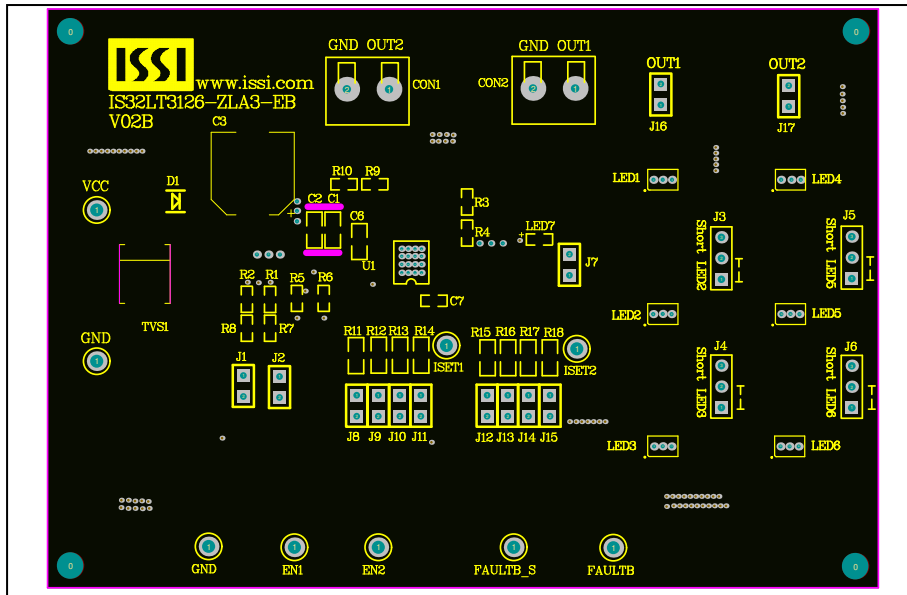 GND OUT2
GND OUT1
CON1
CON2
ISSI
www.issi.com
IS32LT3126-ZLA3-EB
V02B
C3
OUT1
OUT2
J16
J17
VCC
D1
R10 R9
C2 C1
C6
R3
R4
LED7
U1
C7
J7
LED1
LED4
J3
Short LED2
J5
Short LED5
TVS1
R2 R1 R5 R6
R8 R7
GND
J1 J2
R11 R12 R13 R14
ISET1
R15 R16 R17 R18
ISET2
J8 J9 J10 J11
J12 J13 J14 J15
LED2
LED5
J4
Short LED3
J6
Short LED6
LED3
LED6
GND
EN1
EN2
FAULTB_S
FAULTB